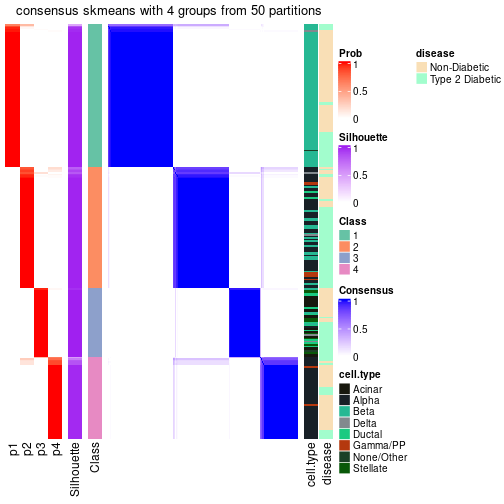 consensus skmeans with 4 groups from 50 partitions
p1
p2
p3
p4
Silhouette
Class
cell.type
disease
Prob
1
0.5
0
Silhouette
1
0.5
0
Class
1
2
3
4
Consensus
1
0.5
0
cell.type
Acinar
Alpha
Beta
Delta
Ductal
Gamma/PP
None/Other
Stellate
disease
Non-Diabetic
Type 2 Diabetic